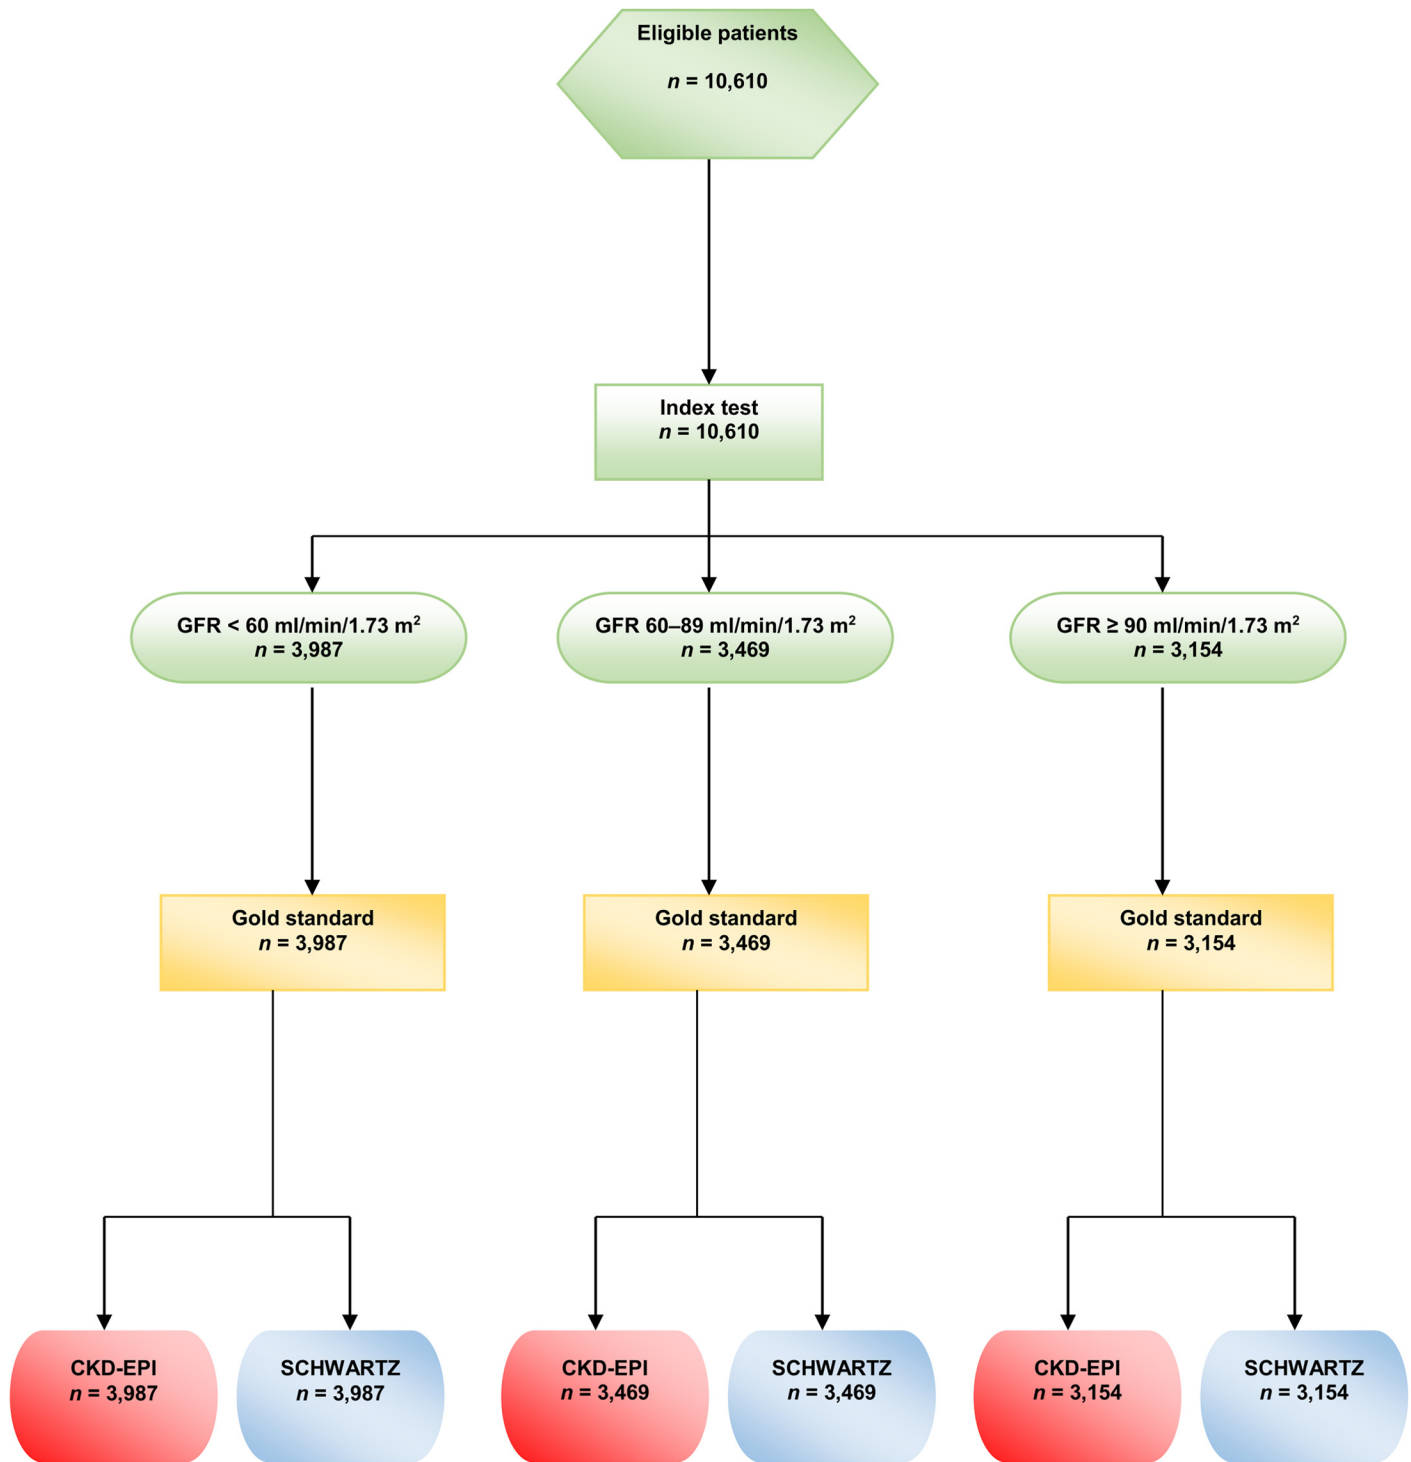 Eligible patients
n = 10,610
Index test
n = 10,610
GFR < 60 ml/min/1.73 m²
n = 3,987
GFR 60–89 ml/min/1.73 m²
n = 3,469
GFR ≥ 90 ml/min/1.73 m²
n = 3,154
Gold standard
n = 3,987
Gold standard
n = 3,469
Gold standard
n = 3,154
CKD-EPI
n = 3,987
SCHWARTZ
n = 3,987
CKD-EPI
n = 3,469
SCHWARTZ
n = 3,469
CKD-EPI
n = 3,154
SCHWARTZ
n = 3,154